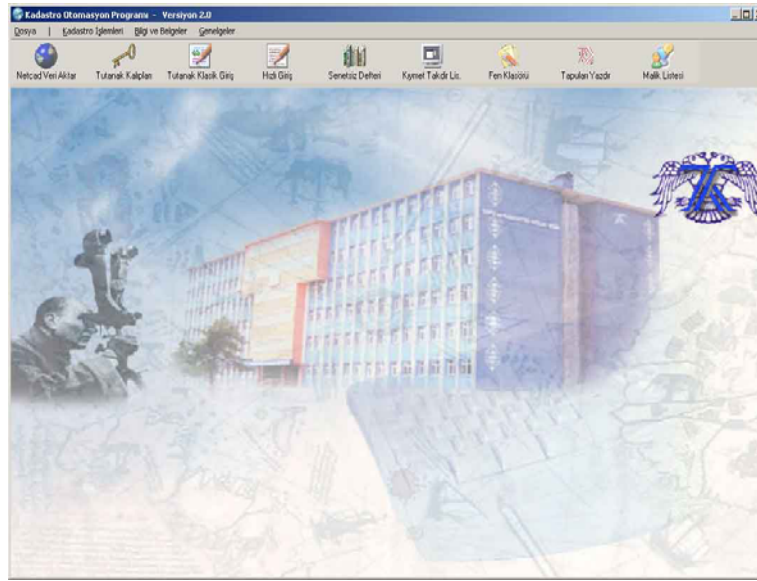 Kadastro Otomasyon Programı - Versiyon 2.0
Dosya | Kadastro İşlemleri Bilgi ve Belgeler Genelgeler
Netcad Veri Aktar Tutanak Kalıpları Tutanak Klasik Giriş Hızlı Giriş Senetsiz Defteri Kıymet Takdir Lis. Fen Klasörü Tapuları Yazdır Malik Listesi